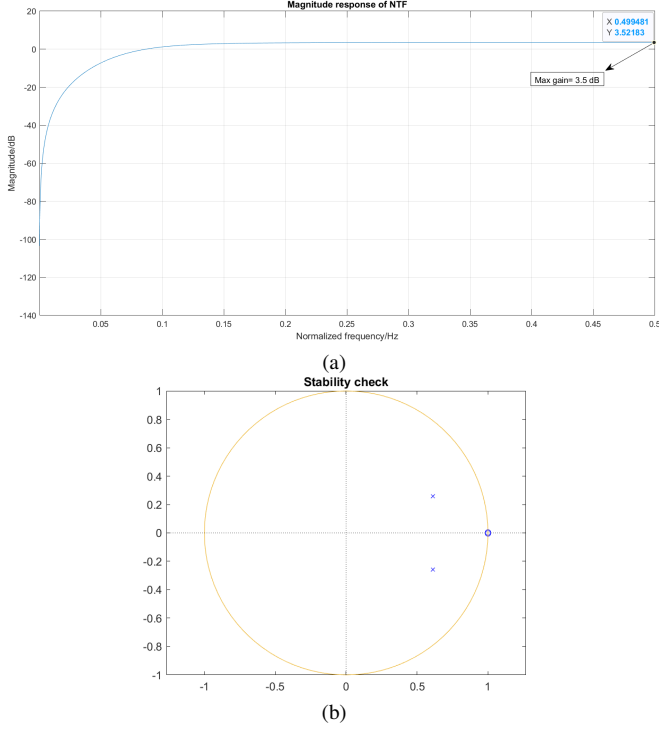 Magnitude response of NTF
20
0
-20
-40
-60
-80
-100
-120
-140
Magnitude/dB
X 0.499481
Y 3.52183
Max gain= 3.5 dB
0.05 0.1 0.15 0.2 0.25 0.3 0.35 0.4 0.45 0.5
Normalized frequency/Hz
(a)
Stability check
1
0.8
0.6
0.4
0.2
0
-0.2
-0.4
-0.6
-0.8
-1
-1 -0.5 0 0.5 1
(b)